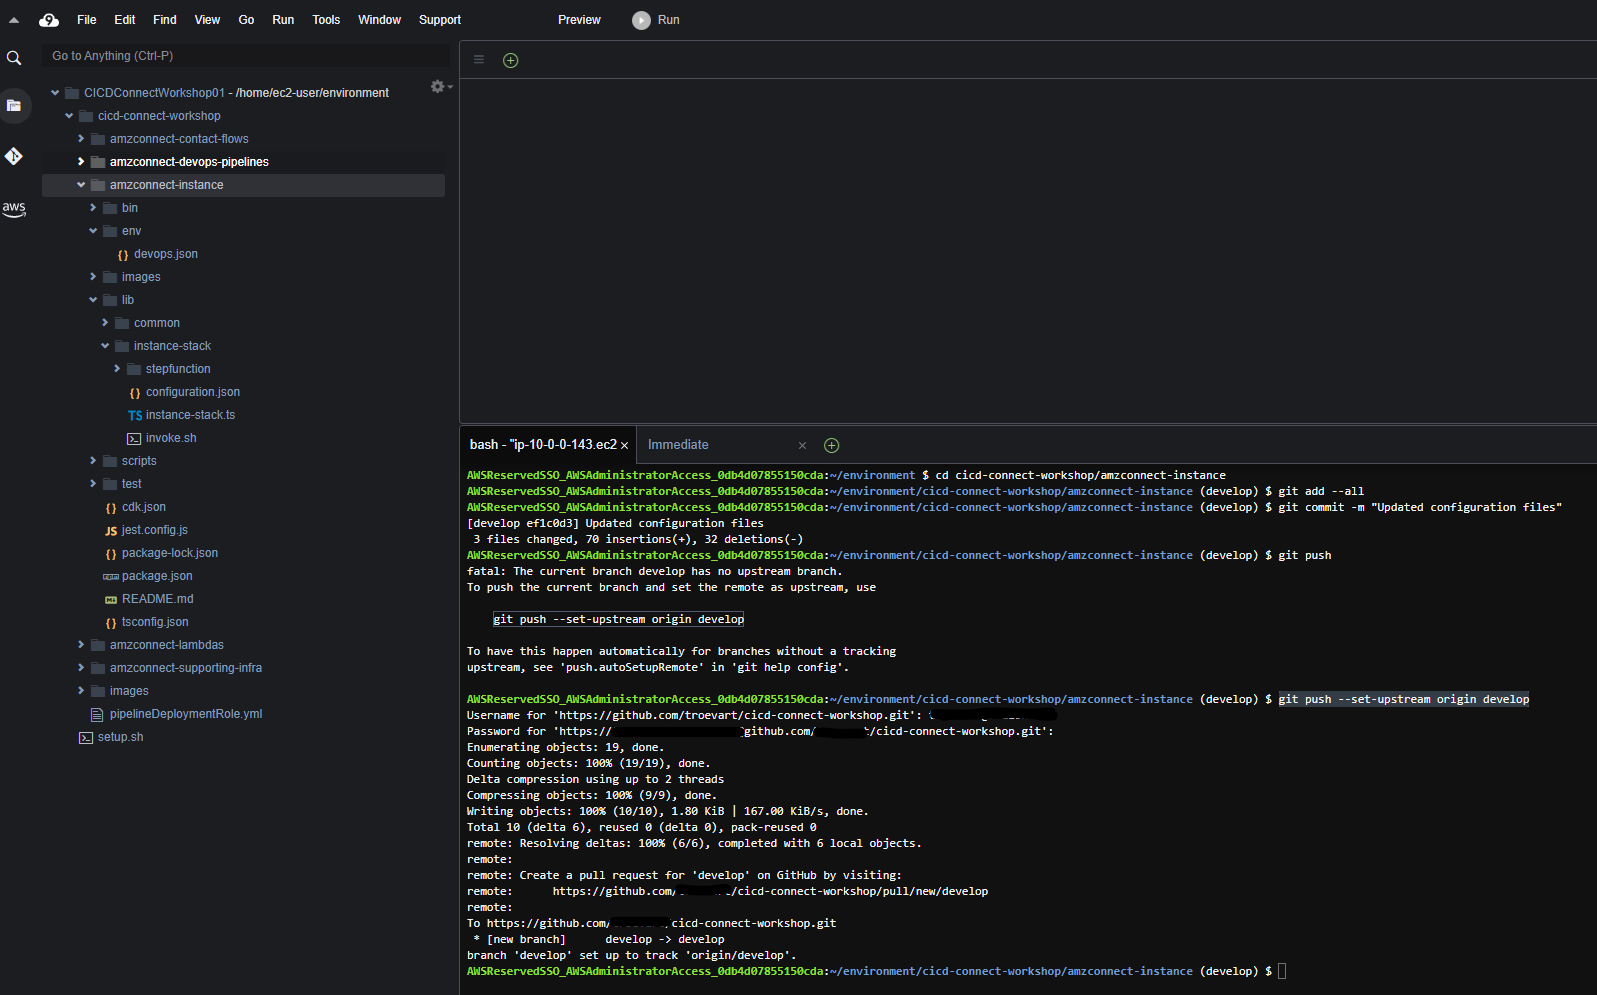 9 File Edit Find View Go Run Tools Window Support Preview Run
Go to Anything (Ctrl-P)
CICDConnectWorkshop01 - /home/ec2-user/environment
cicd-connect-workshop
amzconnect-contact-flows
amzconnect-devops-pipelines
amzconnect-instance
aws
bin
env
{} devops.json
images
lib
common
instance-stack
stepfunction
{} configuration.json
TS instance-stack.ts
invoke.sh
scripts
test
{} cdk.json
JS jest.config.js
{} package-lock.json
package.json
README.md
{} tsconfig.json
amzconnect-lambdas
amzconnect-supporting-infra
images
pipelineDeploymentRole.yml
setup.sh
bash - "ip-10-0-0-143.ec2 × Immediate ×
AWSReservedSSO_AWSAdministratorAccess_0db4d07855150cda:~/environment $ cd cicd-connect-workshop/amzconnect-instance
AWSReservedSSO_AWSAdministratorAccess_0db4d07855150cda:~/environment/cicd-connect-workshop/amzconnect-instance (develop) $ git add --all
AWSReservedSSO_AWSAdministratorAccess_0db4d07855150cda:~/environment/cicd-connect-workshop/amzconnect-instance (develop) $ git commit -m "Updated configuration files"
[develop ef1c0d3] Updated configuration files
3 files changed, 70 insertions(+), 32 deletions(-)
AWSReservedSSO_AWSAdministratorAccess_0db4d07855150cda:~/environment/cicd-connect-workshop/amzconnect-instance (develop) $ git push
fatal: The current branch develop has no upstream branch.
To push the current branch and set the remote as upstream, use
git push --set-upstream origin develop
To have this happen automatically for branches without a tracking
upstream, see 'push.autoSetupRemote' in 'git help config'.
AWSReservedSSO_AWSAdministratorAccess_0db4d07855150cda:~/environment/cicd-connect-workshop/amzconnect-instance (develop) $ git push --set-upstream origin develop
Username for 'https://github.com/troevart/cicd-connect-workshop.git':
Password for 'https:// github.com/ /cicd-connect-workshop.git':
Enumerating objects: 19, done.
Counting objects: 100% (19/19), done.
Delta compression using up to 2 threads
Compressing objects: 100% (9/9), done.
Writing objects: 100% (10/10), 1.80 KiB | 167.00 KiB/s, done.
Total 10 (delta 6), reused 0 (delta 0), pack-reused 0
remote: Resolving deltas: 100% (6/6), completed with 6 local objects.
remote:
remote: Create a pull request for 'develop' on GitHub by visiting:
remote: https://github.com/ /cicd-connect-workshop/pull/new/develop
remote:
To https://github.com/ cicd-connect-workshop.git
* [new branch] develop -> develop
branch 'develop' set up to track 'origin/develop'.
AWSReservedSSO_AWSAdministratorAccess_0db4d07855150cda:~/environment/cicd-connect-workshop/amzconnect-instance (develop) $